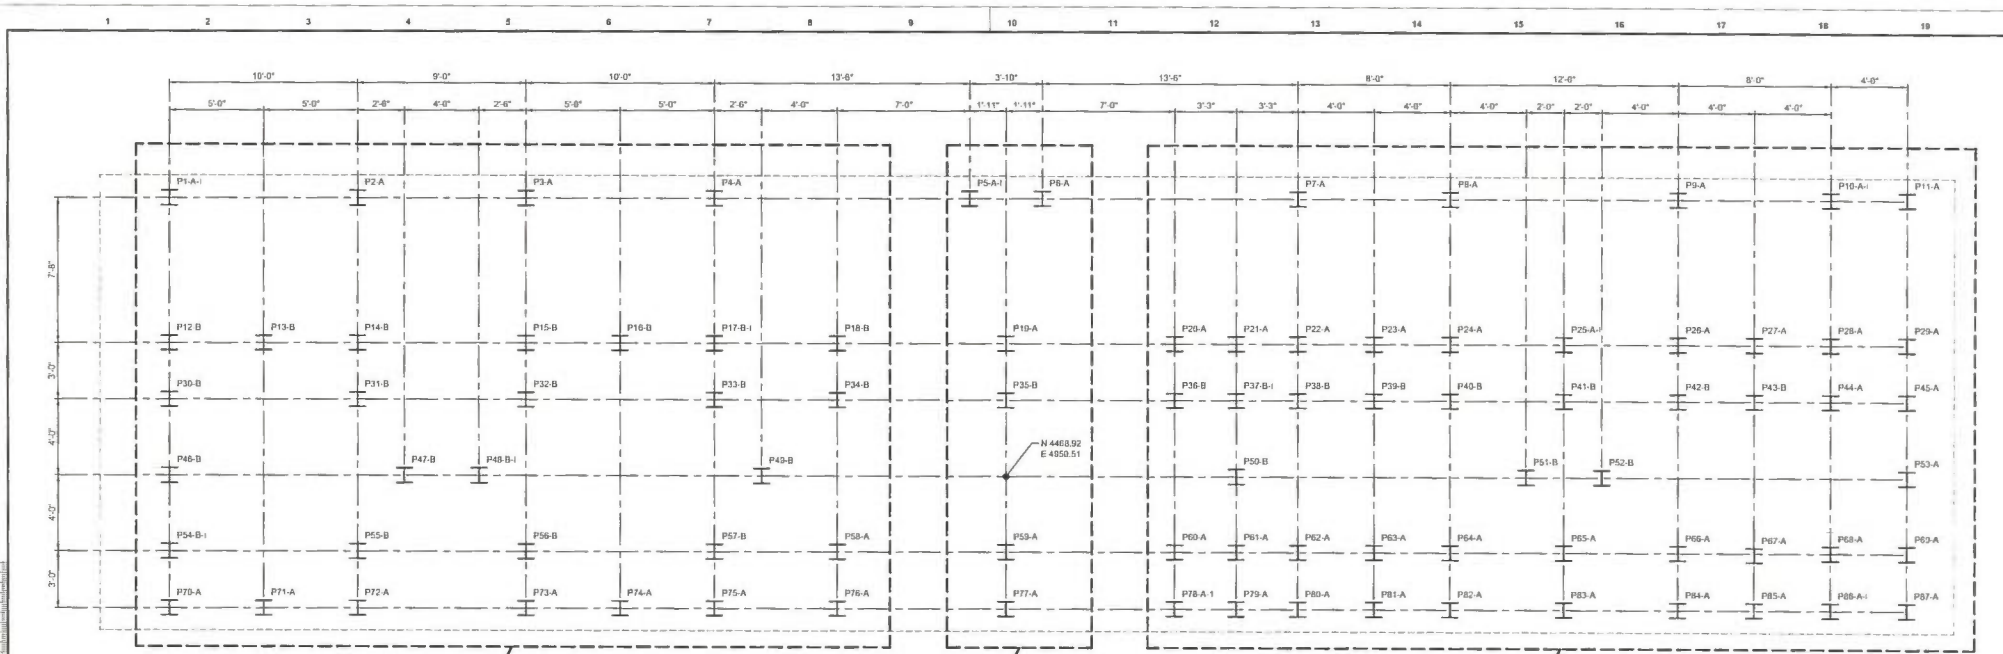 1 2 3 4 5 6 7 8 9 10 11 12 13 14 15 16 17 18 19
10'-0" 9'-0" 10'-0" 13'-6" 3'-10" 13'-6" 8'-0" 12'-0" 8'-0" 4'-0"
5'-0" 5'-0" 2'-6" 4'-0" 2'-6" 5'-0" 5'-0" 2'-6" 4'-0" 7'-0" 1'-11" 1'-11" 7'-0" 3'-3" 3'-3" 4'-0" 4'-0" 4'-0" 2'-0" 2'-0" 4'-0" 4'-0" 4'-0"
P1-A-I P2-A P3-A P4-A P5-A-I P6-A P7-A P8-A P9-A P10-A-I P11-A
7'-8"
P12-B P13-B P14-B P15-B P16-B P17-B-I P18-B P19-A P20-A P21-A P22-A P23-A P24-A P25-A-I P26-A P27-A P28-A P29-A
3'-0"
P30-B P31-B P32-B P33-B P34-B P35-B P36-B P37-B-I P38-B P39-B P40-B P41-B P42-B P43-B P44-A P45-A
4'-0"
N 4468.92
E 4950.51
P46-B P47-B P48-B-I P49-B P50-B P51-B P52-B P53-A
4'-0"
P54-B-I P55-B P56-B P57-B P58-A P59-A P60-A P61-A P62-A P63-A P64-A P65-A P66-A P67-A P68-A P69-A
3'-0"
P70-A P71-A P72-A P73-A P74-A P75-A P76-A P77-A P78-A-1 P79-A P80-A P81-A P82-A P83-A P84-A P85-A P86-A-I P87-A